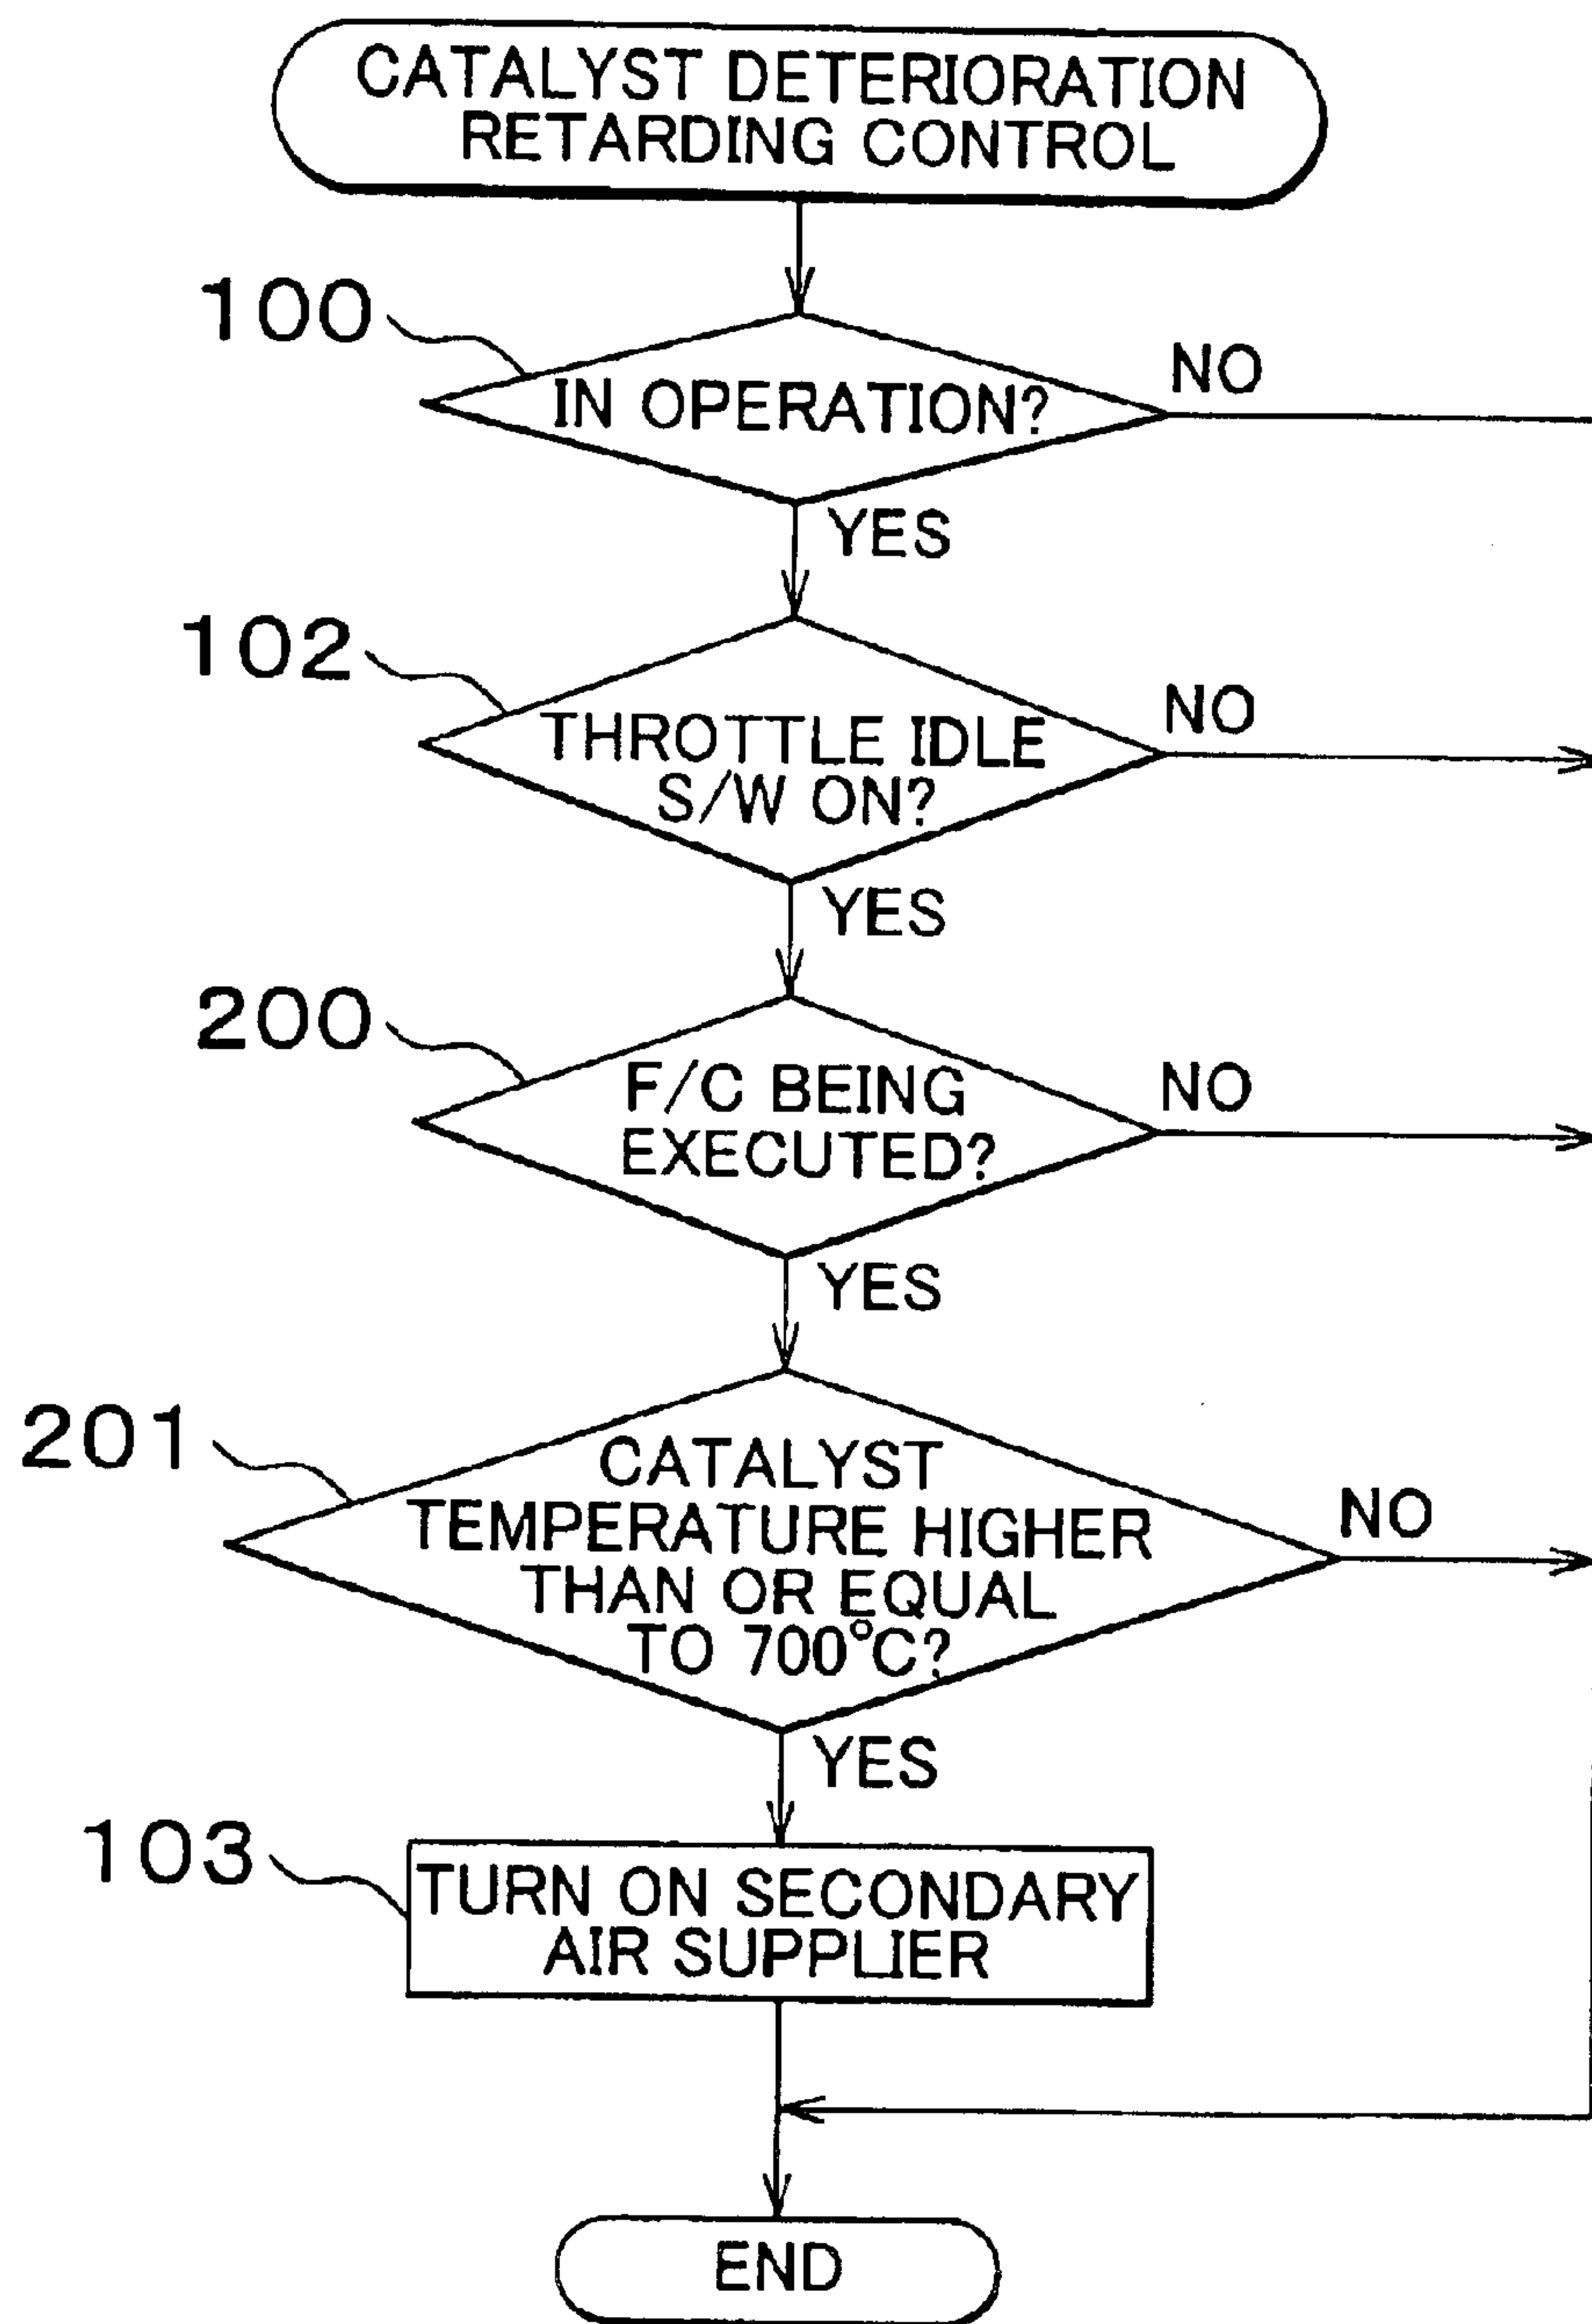 CATALYST DETERIORATION
RETARDING CONTROL
100
IN OPERATION?
NO
YES
102
THROTTLE IDLE
S/W ON?
NO
YES
200
F/C BEING
EXECUTED?
NO
YES
201
CATALYST
TEMPERATURE HIGHER
THAN OR EQUAL
TO 700°C?
NO
YES
103
TURN ON SECONDARY
AIR SUPPLIER
END